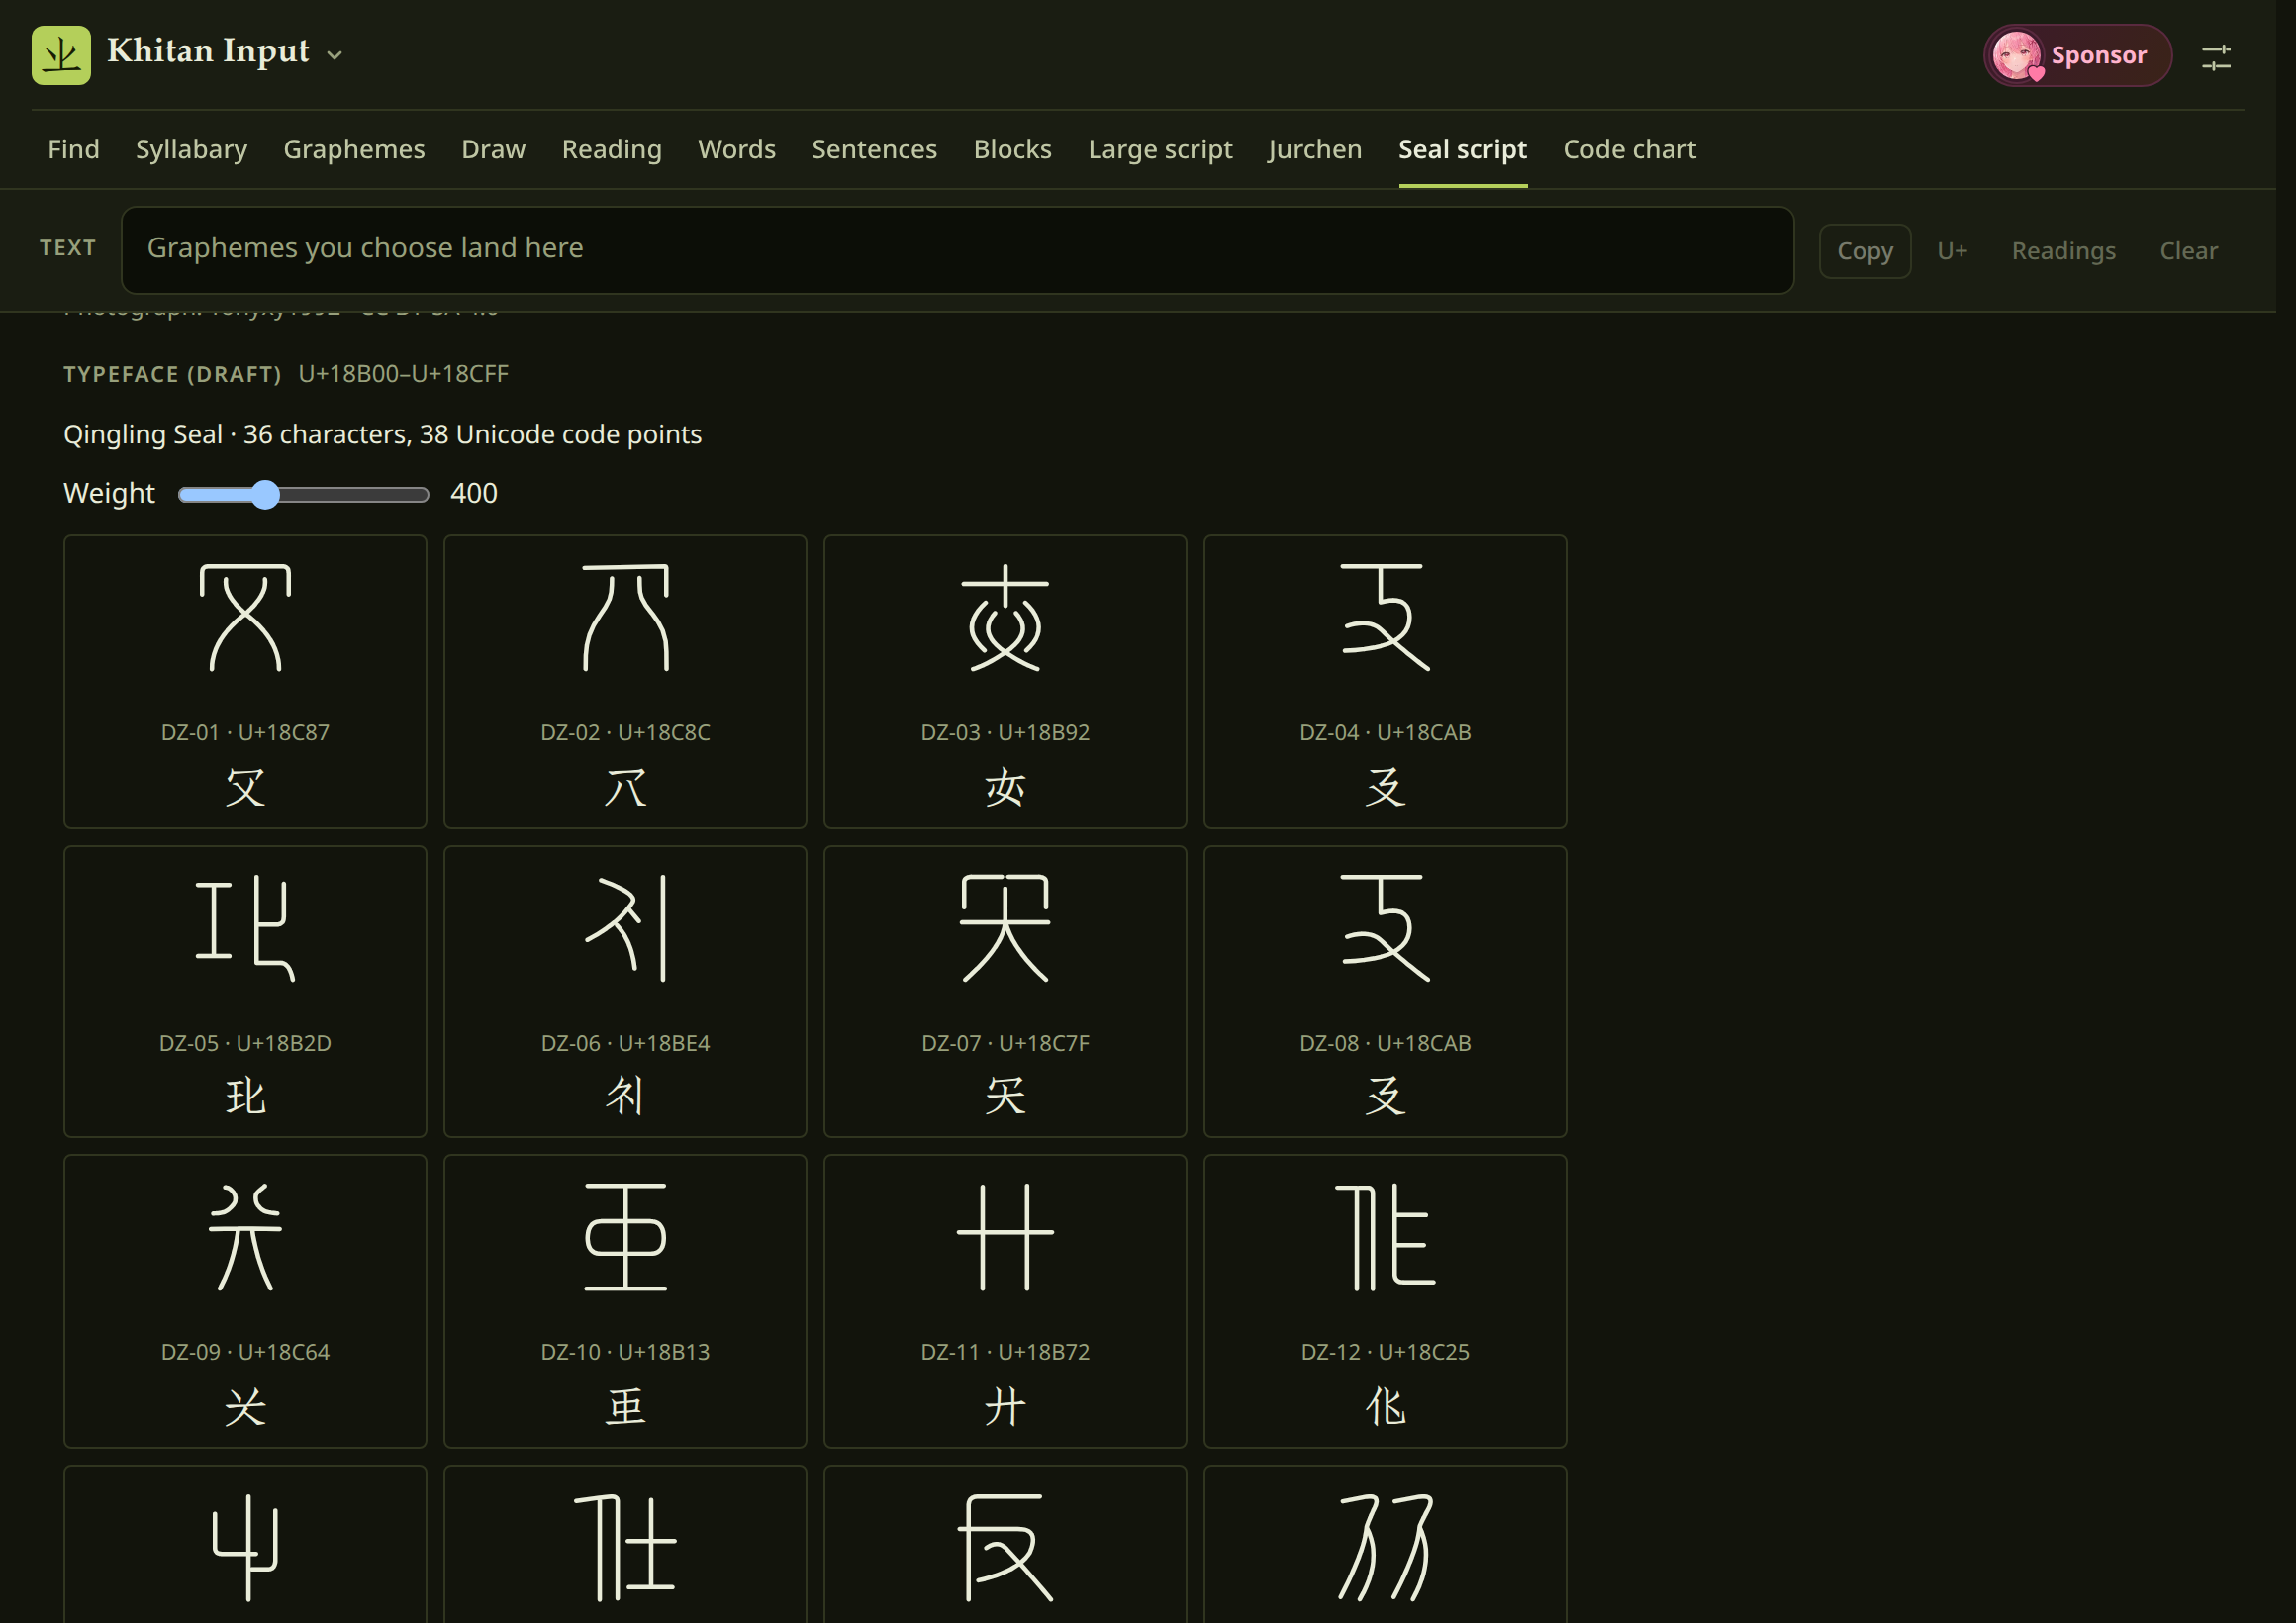 Khitan Input
Sponsor
Find Syllabary Graphemes Draw Reading Words Sentences Blocks Large script Jurchen Seal script Code chart
TEXT Graphemes you choose land here Copy U+ Readings Clear
TYPEFACE (DRAFT) U+18B00–U+18CFF
Qingling Seal · 36 characters, 38 Unicode code points
Weight 400
𘲇 𘲌 𘮒 𘲫
DZ-01 · U+18C87 DZ-02 · U+18C8C DZ-03 · U+18B92 DZ-04 · U+18CAB
𘲇 𘲌 𘮒 𘲫
𘬭 𘯤 𘱿 𘲫
DZ-05 · U+18B2D DZ-06 · U+18BE4 DZ-07 · U+18C7F DZ-08 · U+18CAB
𘬭 𘯤 𘱿 𘲫
𘱤 𘬓 𘭲 𘰥
DZ-09 · U+18C64 DZ-10 · U+18B13 DZ-11 · U+18B72 DZ-12 · U+18C25
𘱤 𘬓 𘭲 𘰥